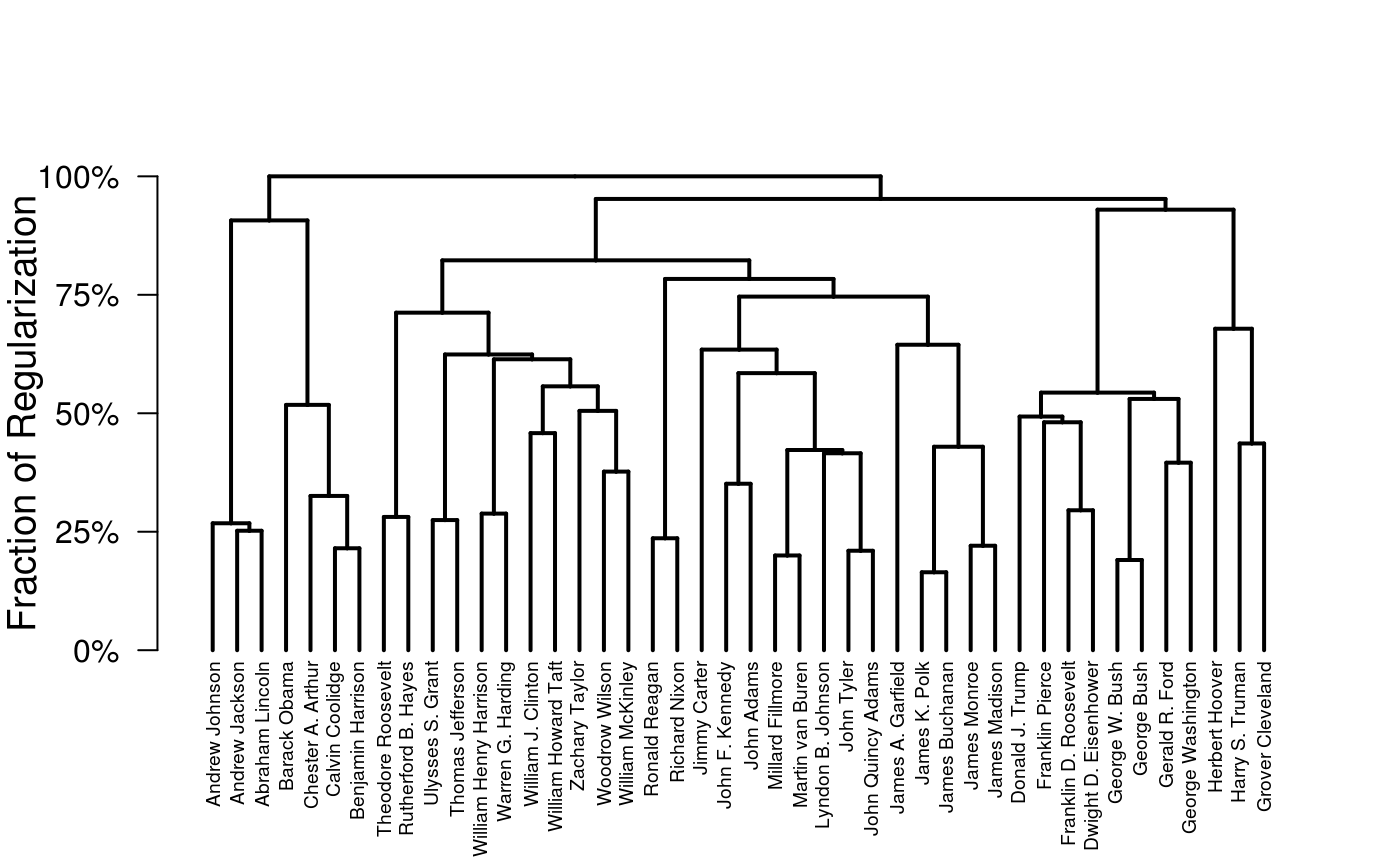 Fraction of Regularization
100%
75%
50%
25%
0%
Andrew Johnson
Andrew Jackson
Abraham Lincoln
Barack Obama
Chester A. Arthur
Calvin Coolidge
Benjamin Harrison
Theodore Roosevelt
Rutherford B. Hayes
Ulysses S. Grant
Thomas Jefferson
William Henry Harrison
Warren G. Harding
William J. Clinton
William Howard Taft
Zachary Taylor
Woodrow Wilson
William McKinley
Ronald Reagan
Richard Nixon
Jimmy Carter
John F. Kennedy
John Adams
Millard Fillmore
Martin van Buren
Lyndon B. Johnson
John Tyler
John Quincy Adams
James A. Garfield
James K. Polk
James Buchanan
James Monroe
James Madison
Donald J. Trump
Franklin Pierce
Franklin D. Roosevelt
Dwight D. Eisenhower
George W. Bush
George Bush
Gerald R. Ford
George Washington
Herbert Hoover
Harry S. Truman
Grover Cleveland